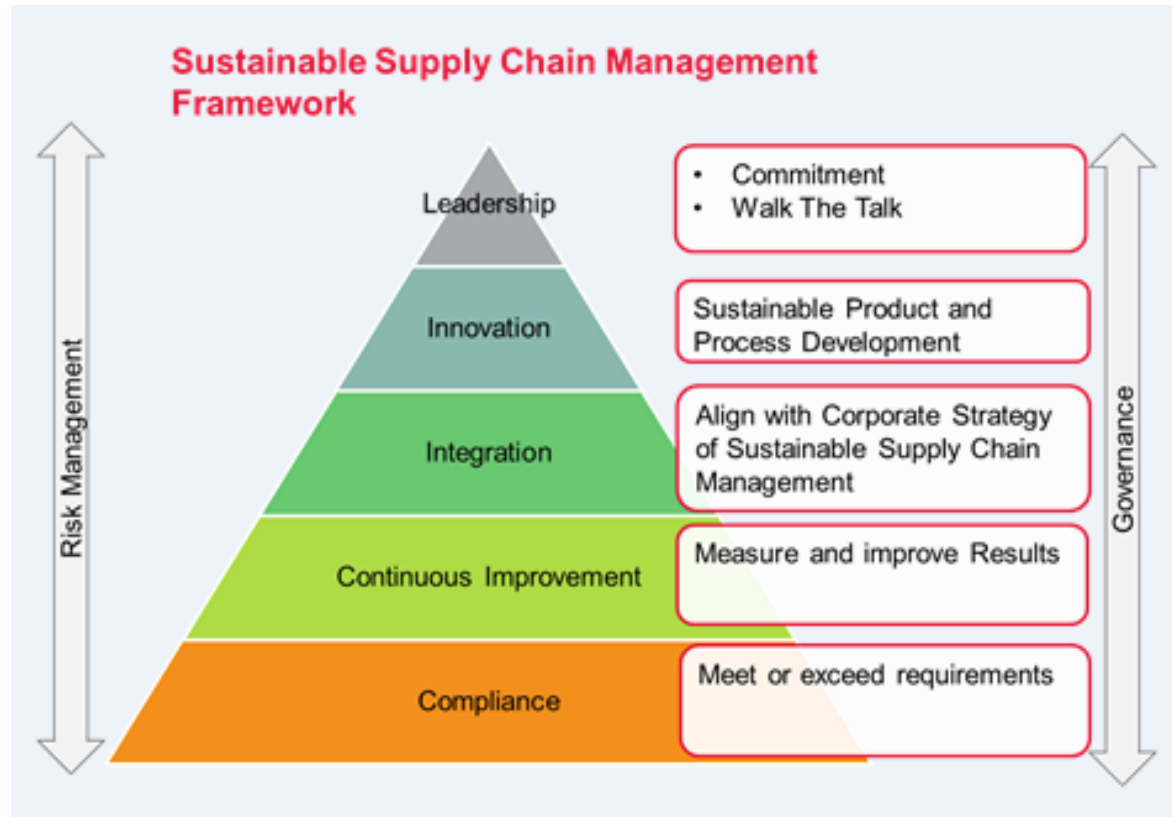 Sustainable Supply Chain Management
Framework
Risk Management
Leadership
• Commitment
• Walk The Talk
Innovation
Sustainable Product and
Process Development
Integration
Align with Corporate Strategy
of Sustainable Supply Chain
Management
Continuous Improvement
Measure and improve Results
Compliance
Meet or exceed requirements
Governance